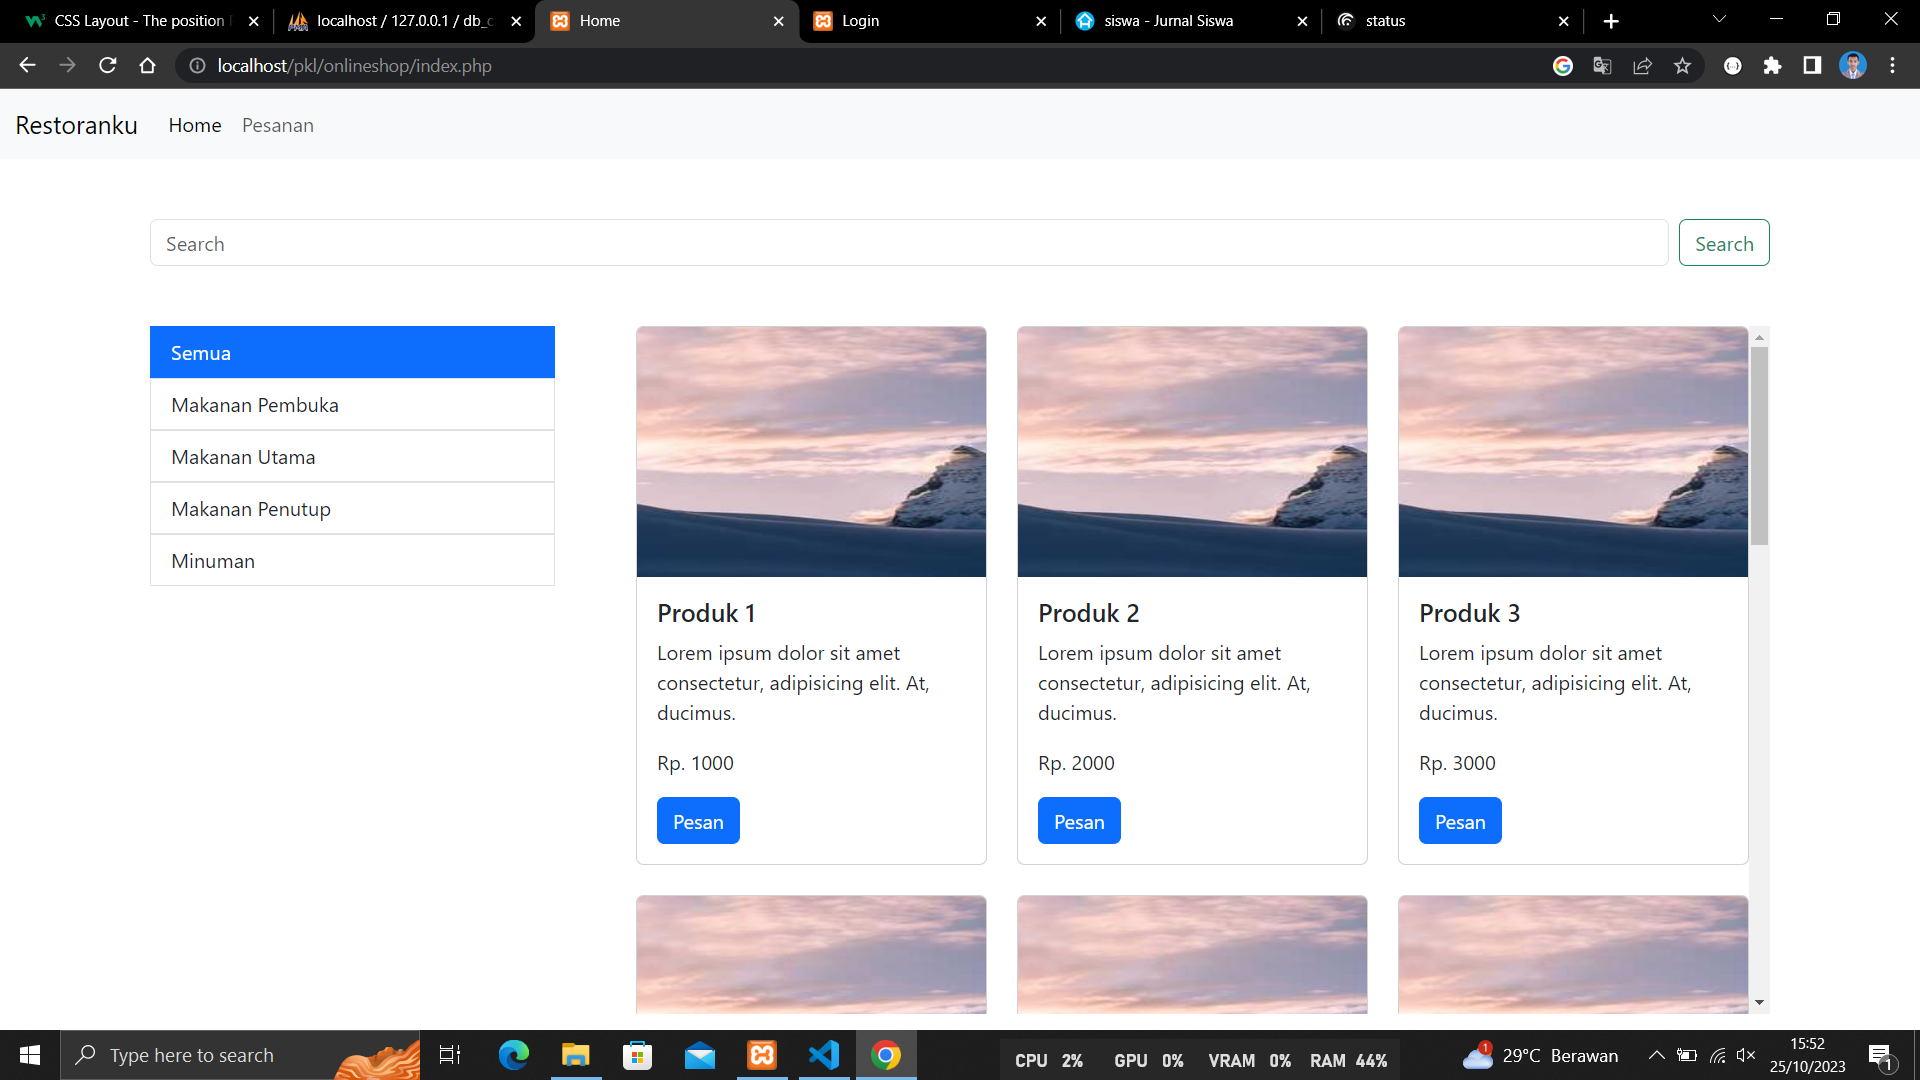 CSS Layout - The position
localhost / 127.0.0.1 / db_c
Home
Login
siswa - Jurnal Siswa
status
localhost/pkl/onlineshop/index.php
Restoranku Home Pesanan
Search Search
Semua
Makanan Pembuka
Makanan Utama
Makanan Penutup
Minuman
Produk 1
Lorem ipsum dolor sit amet
consectetur, adipisicing elit. At,
ducimus.
Rp. 1000
Pesan
Produk 2
Lorem ipsum dolor sit amet
consectetur, adipisicing elit. At,
ducimus.
Rp. 2000
Pesan
Produk 3
Lorem ipsum dolor sit amet
consectetur, adipisicing elit. At,
ducimus.
Rp. 3000
Pesan
Type here to search
CPU 2% GPU 0% VRAM 0% RAM 44%
1
29°C Berawan
15:52
25/10/2023
1